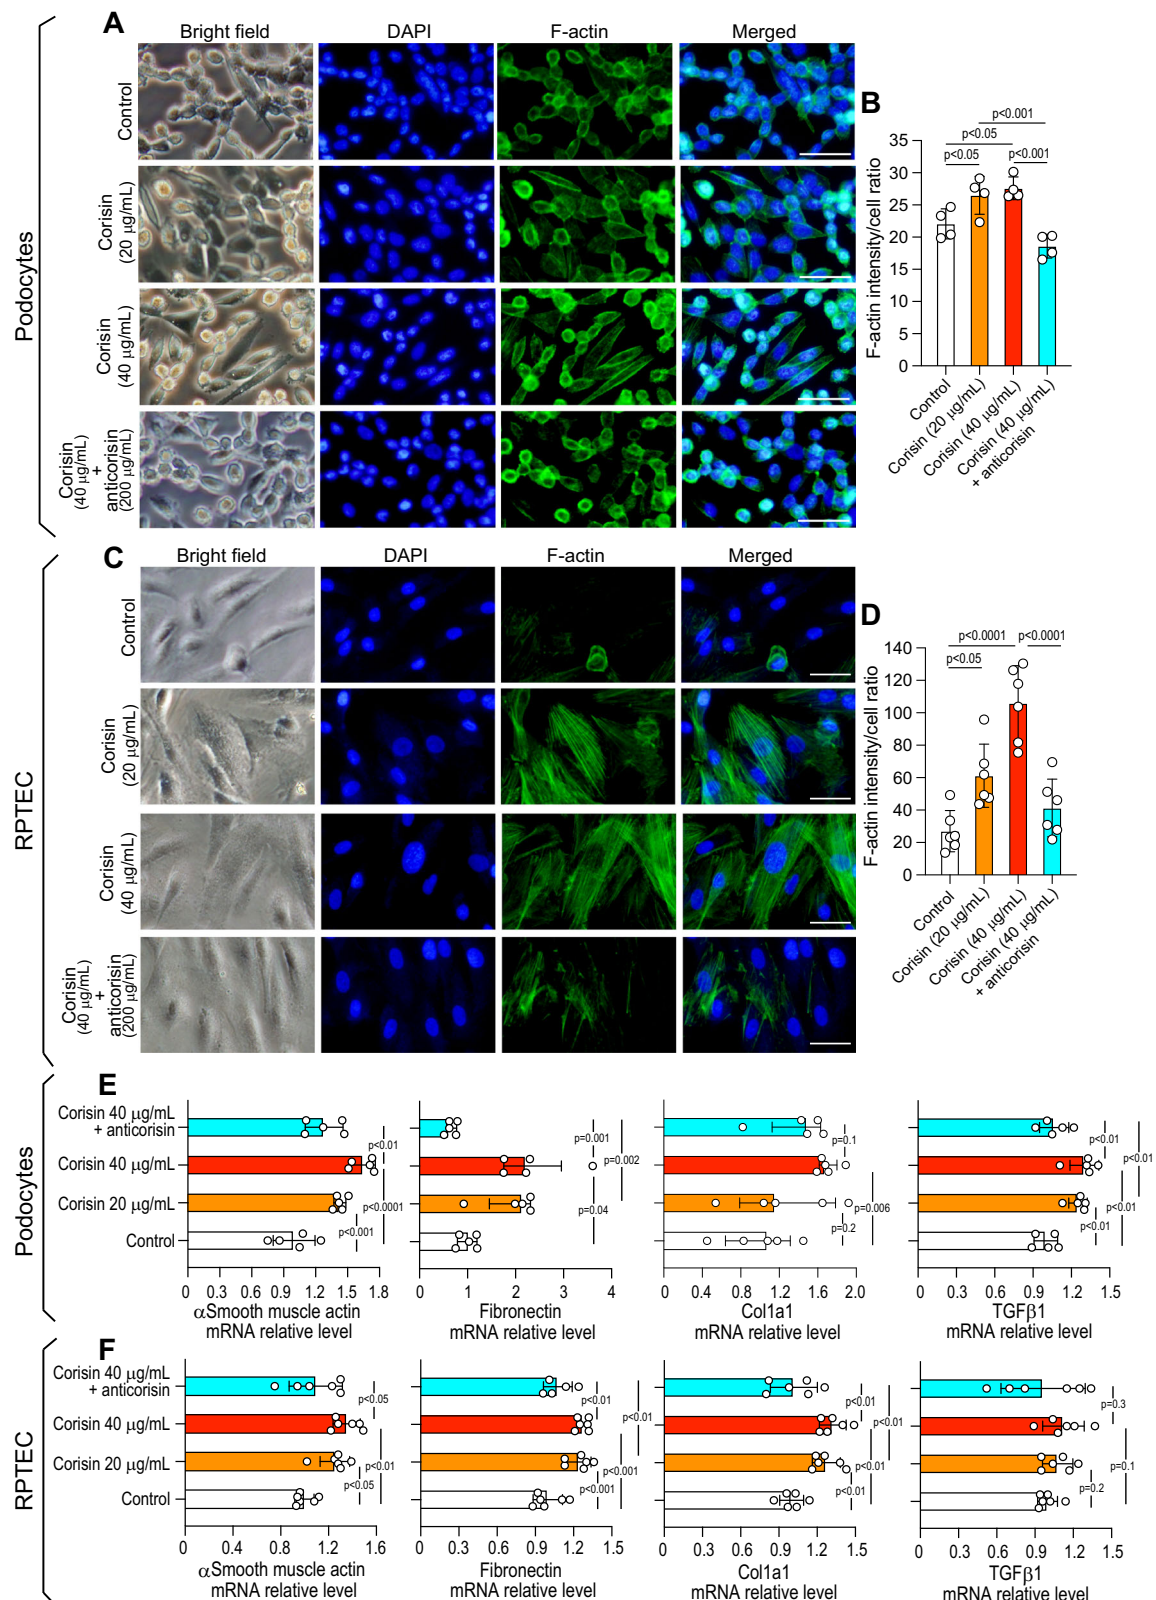 A
Bright field DAPI F-actin Merged
Podocytes
Control
Corisin
(20 μg/mL)
Corisin
(40 μg/mL)
Corisin
(40 μg/mL)
+
anticorisin
(200 μg/mL)
B
F-actin intensity/cell ratio
35
30
25
20
15
10
5
0
p<0.001
p<0.05
p<0.05
p<0.001
Control
Corisin (20 μg/mL)
Corisin (40 μg/mL)
Corisin (40 μg/mL)
+ anticorisin
C
Bright field DAPI F-actin Merged
RPTEC
Control
Corisin
(20 μg/mL)
Corisin
(40 μg/mL)
Corisin
(40 μg/mL)
+
anticorisin
(200 μg/mL)
D
F-actin intensity/cell ratio
140
120
100
80
60
40
20
0
p<0.0001 p<0.0001
p<0.05
Control
Corisin (20 μg/mL)
Corisin (40 μg/mL)
Corisin (40 μg/mL)
+ anticorisin
E
Podocytes
Corisin 40 μg/mL
+ anticorisin
Corisin 40 μg/mL
Corisin 20 μg/mL
Control
p<0.01
p<0.0001
p<0.001
0 0.3 0.6 0.9 1.2 1.5 1.8
αSmooth muscle actin
mRNA relative level
p=0.001
p=0.002
p=0.04
0 1 2 3 4
Fibronectin
mRNA relative level
p=0.1
p=0.006
p=0.2
0 0.4 0.8 1.2 1.6 2.0
Col1a1
mRNA relative level
p<0.01
p<0.01
p<0.01
p<0.01
0 0.3 0.6 0.9 1.2 1.5
TGFβ1
mRNA relative level
F
RPTEC
Corisin 40 μg/mL
+ anticorisin
Corisin 40 μg/mL
Corisin 20 μg/mL
Control
p<0.05
p<0.01
p<0.05
0 0.4 0.8 1.2 1.6
αSmooth muscle actin
mRNA relative level
p<0.01
p<0.01
p<0.001
p<0.001
0 0.3 0.6 0.9 1.2 1.5
Fibronectin
mRNA relative level
p<0.01
p<0.01
p<0.01
p<0.01
0 0.3 0.6 0.9 1.2 1.5
Col1a1
mRNA relative level
p=0.3
p=0.1
p=0.2
0 0.3 0.6 0.9 1.2 1.5
TGFβ1
mRNA relative level